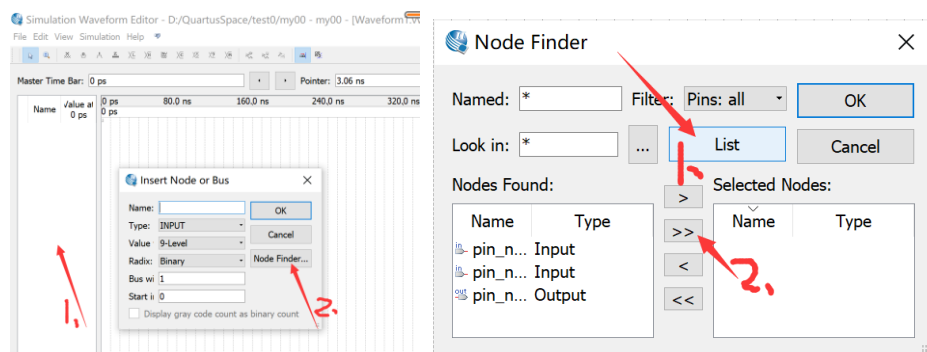 Simulation Waveform Editor - D:/QuartusSpace/test0/my00 - my00 - [Waveform1.v
File Edit View Simulation Help
Master Time Bar: 0 ps
Pointer: 3.06 ns
Name
Value at
0 ps
0 ps 80.0 ns 160.0 ns 240.0 ns 320.0 ns
0 ps
Insert Node or Bus
Name:
OK
Type: INPUT
Cancel
Value 9-Level
Radix: Binary
Node Finder...
Bus wi 1
Start i 0
Display gray code count as binary count
1.
2.
Node Finder
Named: * Filter: Pins: all OK
Look in: * ... List Cancel
1.
Nodes Found:
Selected Nodes:
Name Type
>
Name Type
>>
pin_n... Input
pin_n... Input
<
pin_n... Output
<<
2.